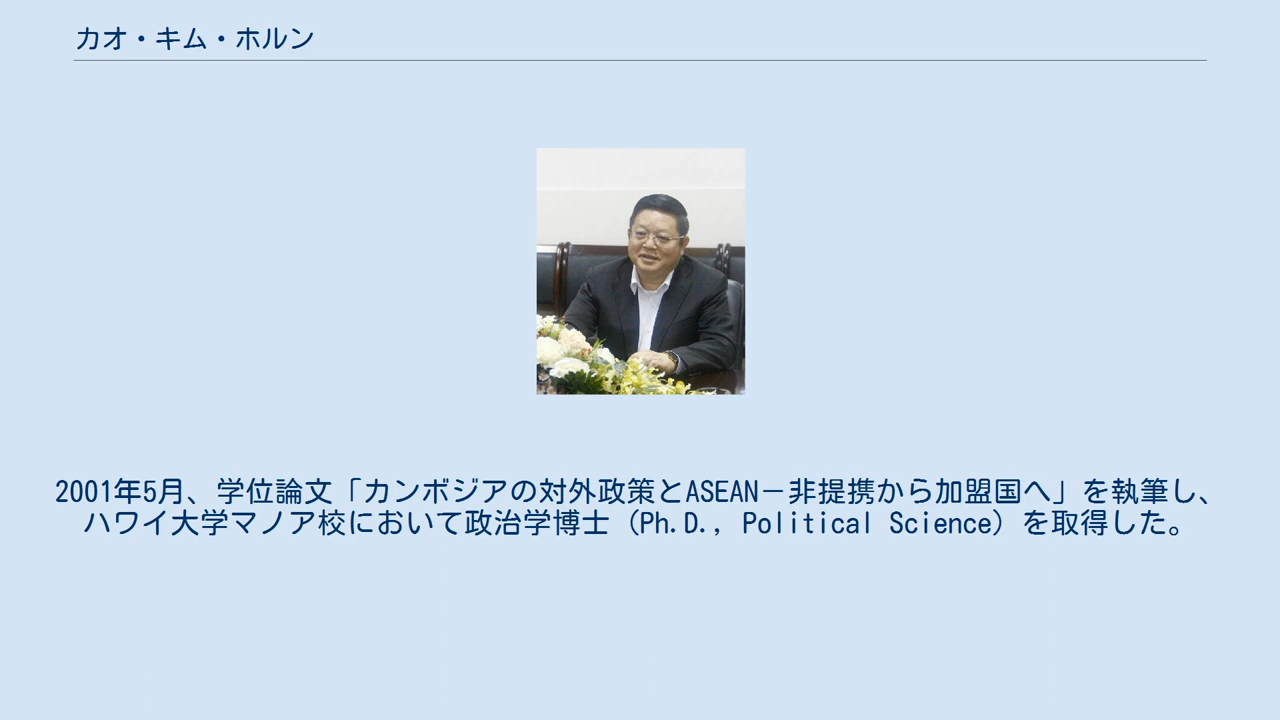 カオ・キム・ホルン
2001年5月、学位論文「カンボジアの対外政策とASEAN－非提携から加盟国へ」を執筆し、
ハワイ大学マノア校において政治学博士（Ph.D., Political Science）を取得した。